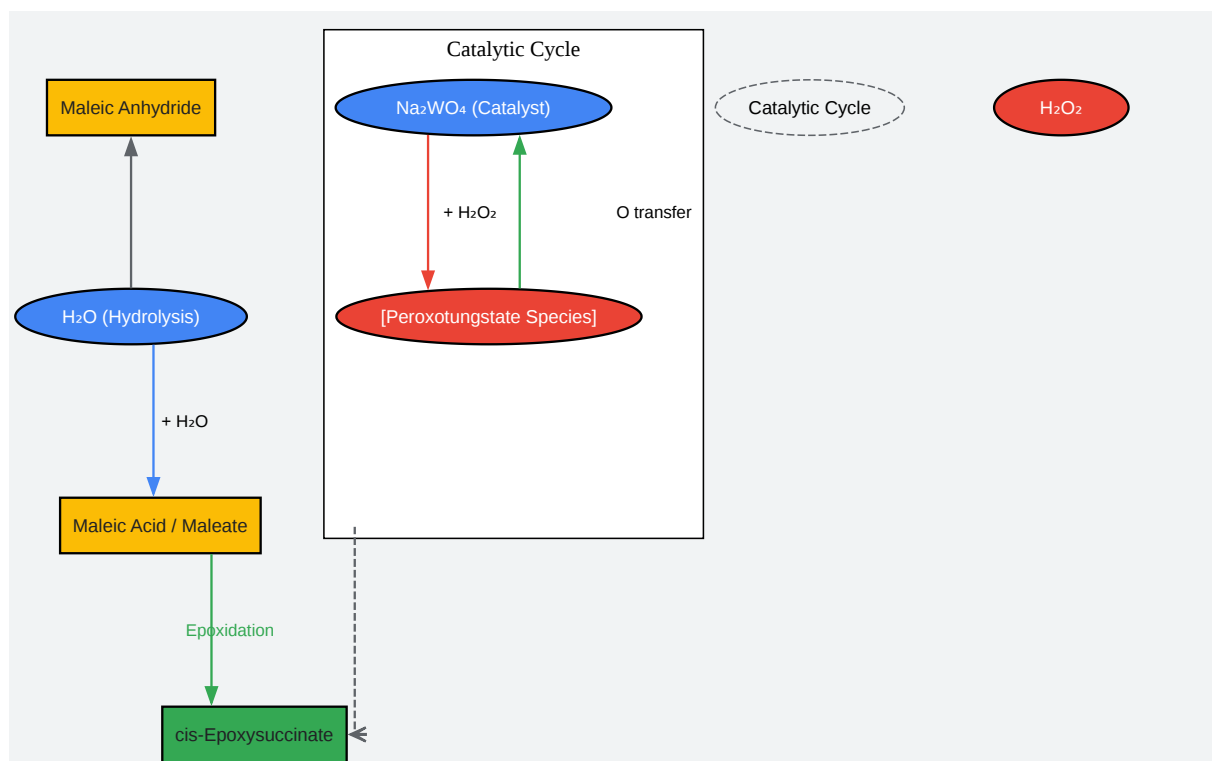 Catalytic Cycle
Maleic Anhydride
Na₂WO₄ (Catalyst)
Catalytic Cycle
H₂O₂
+ H₂O₂
O transfer
H₂O (Hydrolysis)
[Peroxotungstate Species]
+ H₂O
Maleic Acid / Maleate
Epoxidation
cis-Epoxysuccinate